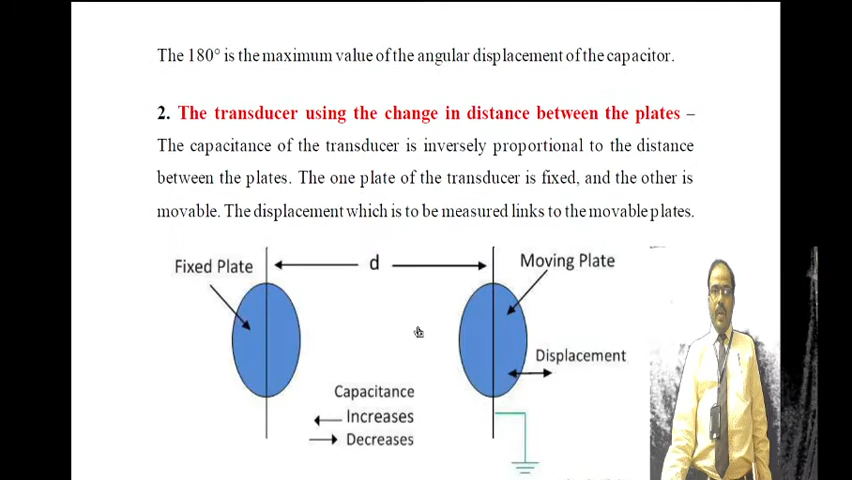 The 180° is the maximum value of the angular displacement of the capacitor.
2. The transducer using the change in distance between the plates –
The capacitance of the transducer is inversely proportional to the distance
between the plates. The one plate of the transducer is fixed, and the other is
movable. The displacement which is to be measured links to the movable plates.
Fixed Plate
d
Moving Plate
Displacement
Capacitance
Increases
Decreases